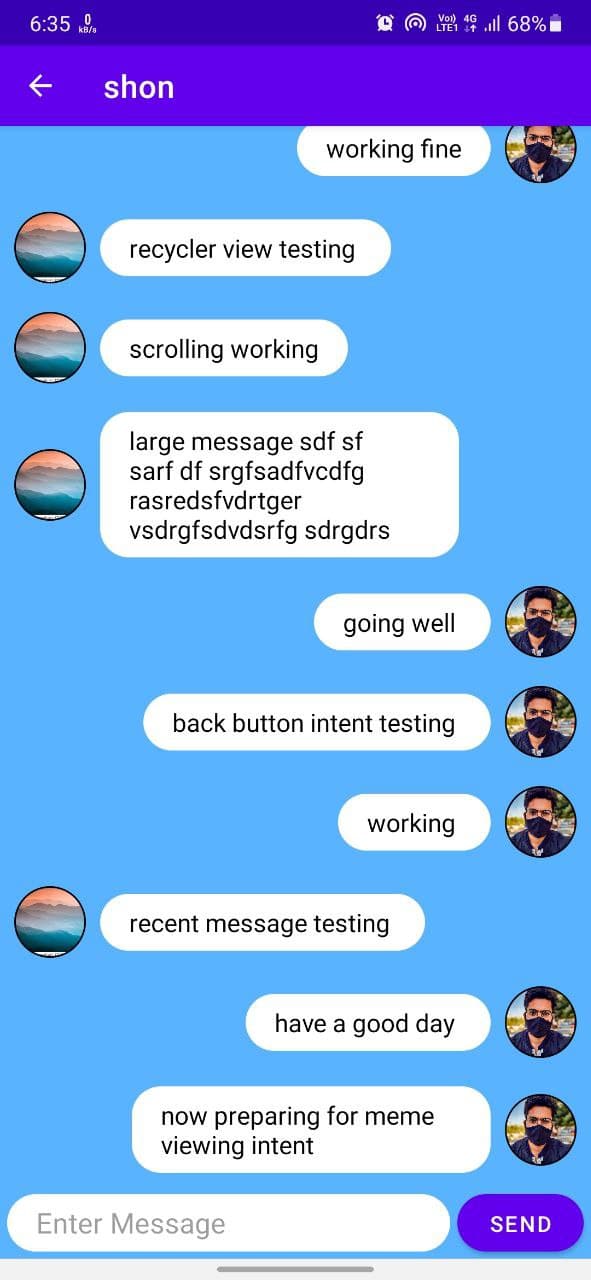 6:35 0 kB/s Vo) LTE1 4G 68%
shon
working fine
recycler view testing
scrolling working
large message sdf sf
sarf df srgfsadfvcdfg
rasredsfvdrtger
vsdrgfsdvdsrfg sdrgdrs
going well
back button intent testing
working
recent message testing
have a good day
now preparing for meme
viewing intent
Enter Message SEND